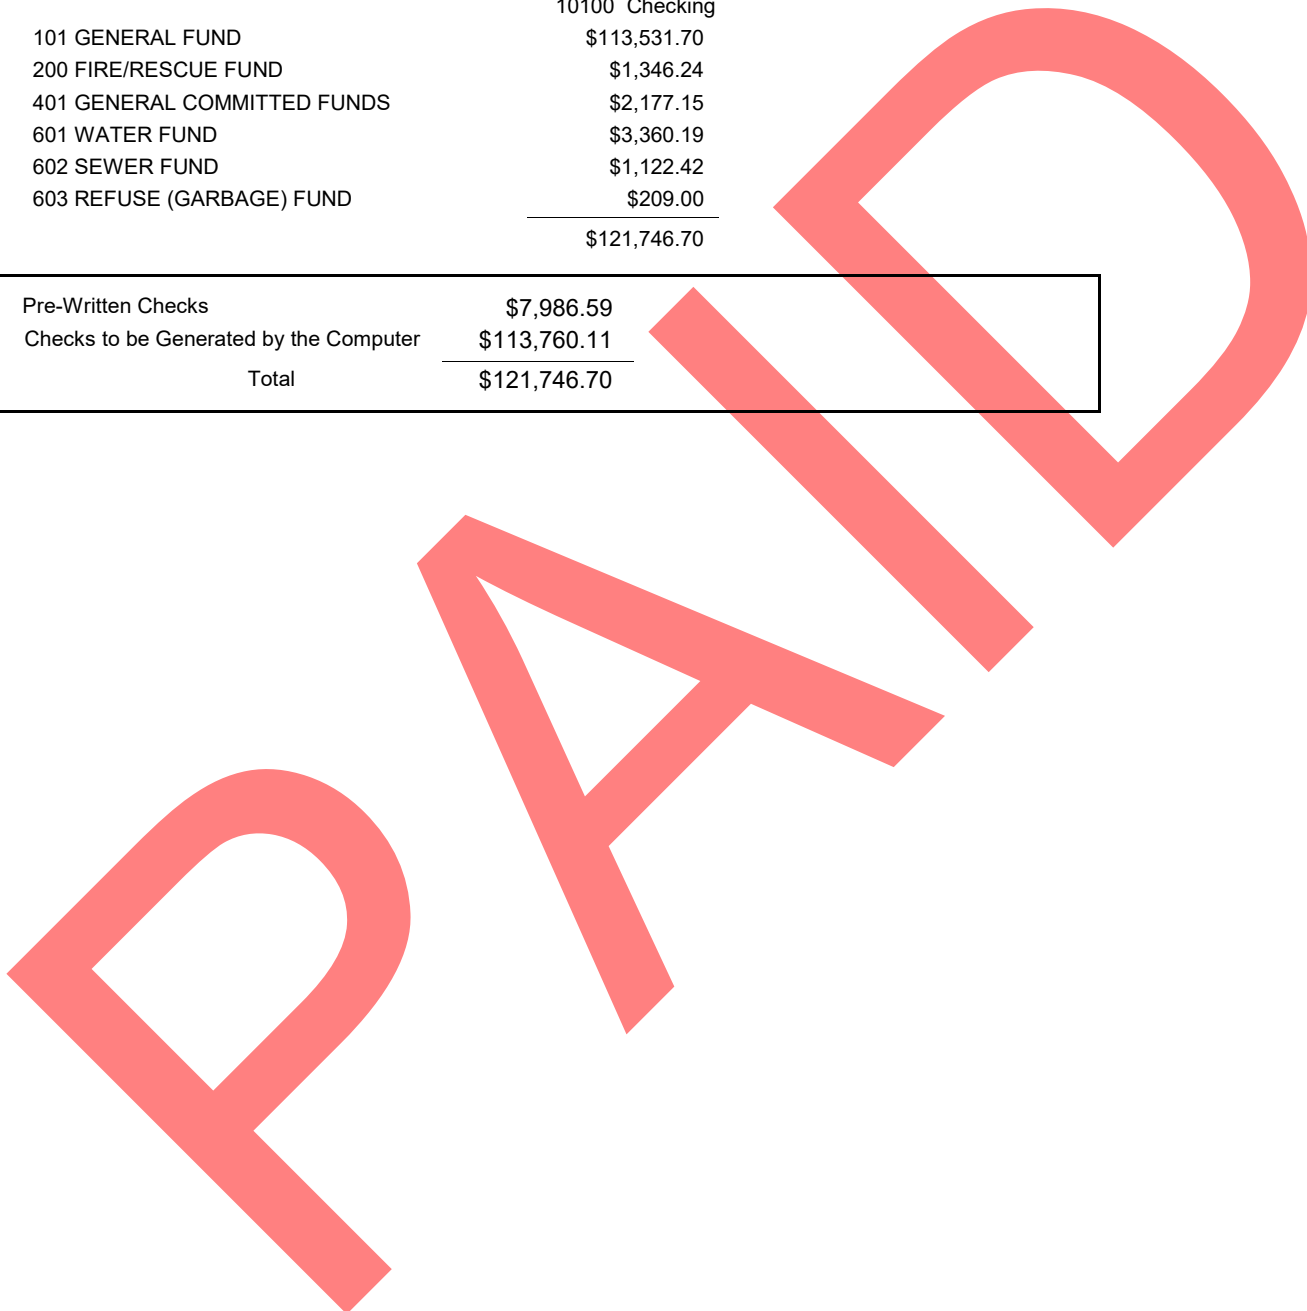 10100 Checking
101 GENERAL FUND $113,531.70
200 FIRE/RESCUE FUND $1,346.24
401 GENERAL COMMITTED FUNDS $2,177.15
601 WATER FUND $3,360.19
602 SEWER FUND $1,122.42
603 REFUSE (GARBAGE) FUND $209.00
$121,746.70
Pre-Written Checks $7,986.59
Checks to be Generated by the Computer $113,760.11
Total $121,746.70
PAID